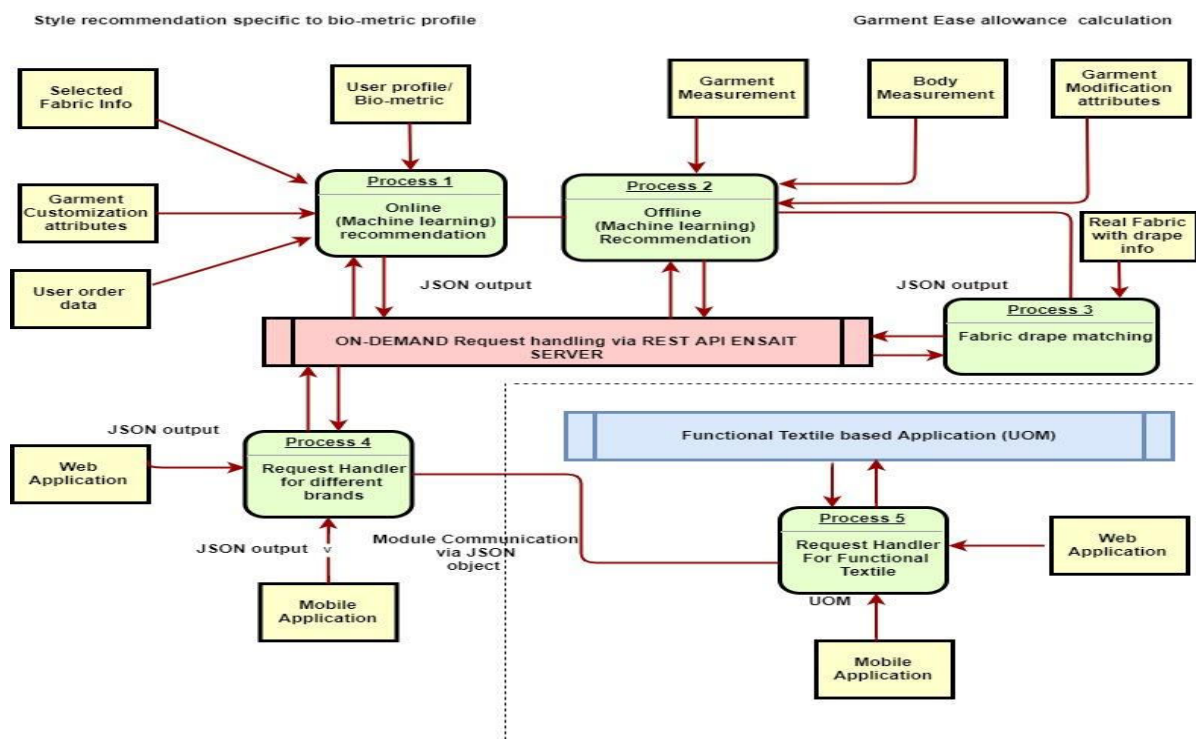 Style recommendation specific to bio-metric profile
Garment Ease allowance calculation
Selected
Fabric Info
User profile/
Bio-metric
Garment
Measurement
Body
Measurement
Garment
Modification
attributes
Garment
Customization
attributes
User order
data
Process 1
Online
(Machine learning)
recommendation
Process 2
Offline
(Machine learning)
Recommendation
Real Fabric
with drape
info
JSON output
JSON output
Process 3
Fabric drape matching
ON-DEMAND Request handling via REST API ENSAIT
SERVER
JSON output
Web
Application
Process 4
Request Handler
for different
brands
Functional Textile based Application (UOM)
JSON output
v
Module Communication
via JSON
object
Process 5
Request Handler
For Functional
Textile
Web
Application
UOM
Mobile
Application
Mobile
Application